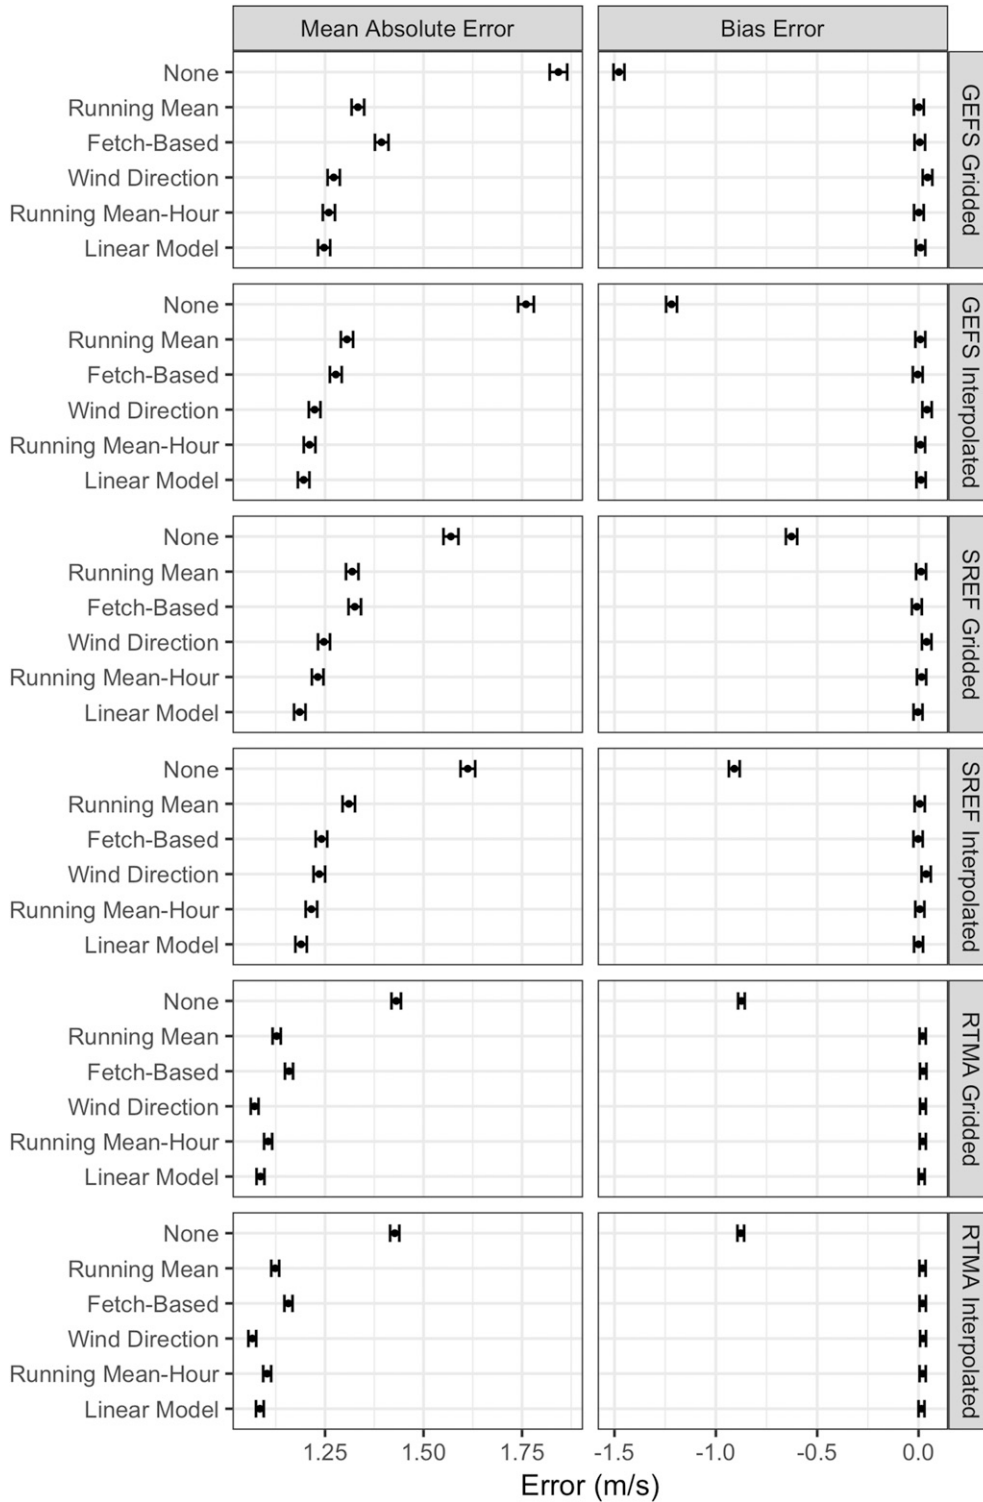 Mean Absolute Error
Bias Error
None
Running Mean
Fetch-Based
Wind Direction
Running Mean-Hour
Linear Model
GEFS Gridded
None
Running Mean
Fetch-Based
Wind Direction
Running Mean-Hour
Linear Model
GEFS Interpolated
None
Running Mean
Fetch-Based
Wind Direction
Running Mean-Hour
Linear Model
SREF Gridded
None
Running Mean
Fetch-Based
Wind Direction
Running Mean-Hour
Linear Model
SREF Interpolated
None
Running Mean
Fetch-Based
Wind Direction
Running Mean-Hour
Linear Model
RTMA Gridded
None
Running Mean
Fetch-Based
Wind Direction
Running Mean-Hour
Linear Model
RTMA Interpolated
1.25 1.50 1.75
-1.5 -1.0 -0.5 0.0
Error (m/s)